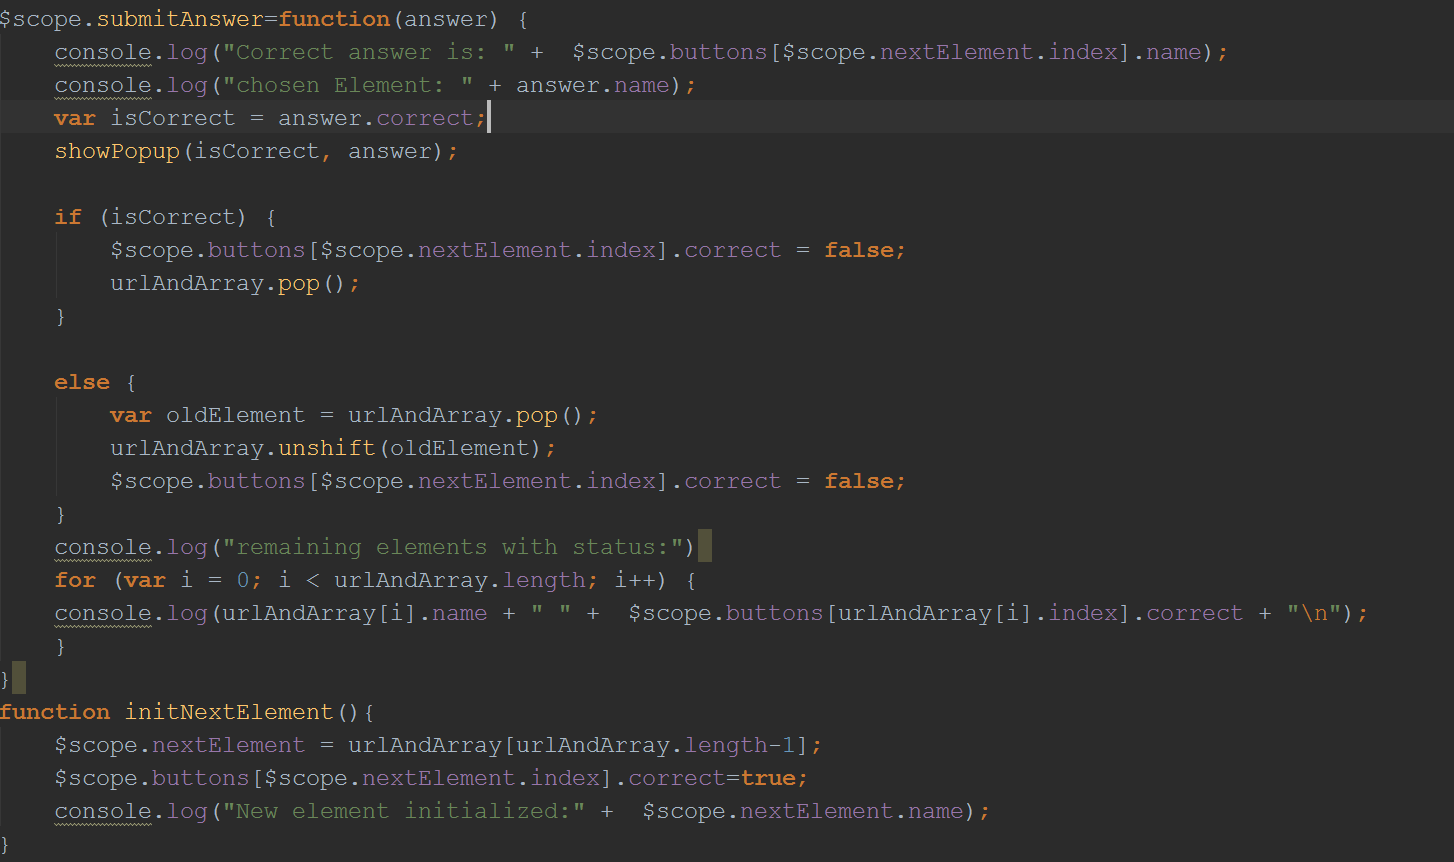 $scope.submitAnswer=function(answer) {
    console.log("Correct answer is: " +  $scope.buttons[$scope.nextElement.index].name);
    console.log("chosen Element: " + answer.name);
    var isCorrect = answer.correct;
    showPopup(isCorrect, answer);

    if (isCorrect) {
        $scope.buttons[$scope.nextElement.index].correct = false;
        urlAndArray.pop();
    }

    else {
        var oldElement = urlAndArray.pop();
        urlAndArray.unshift(oldElement);
        $scope.buttons[$scope.nextElement.index].correct = false;
    }
    console.log("remaining elements with status:")
    for (var i = 0; i < urlAndArray.length; i++) {
    console.log(urlAndArray[i].name + " " +  $scope.buttons[urlAndArray[i].index].correct + "\n");
    }
}
function initNextElement(){
    $scope.nextElement = urlAndArray[urlAndArray.length-1];
    $scope.buttons[$scope.nextElement.index].correct=true;
    console.log("New element initialized:" +  $scope.nextElement.name);
}